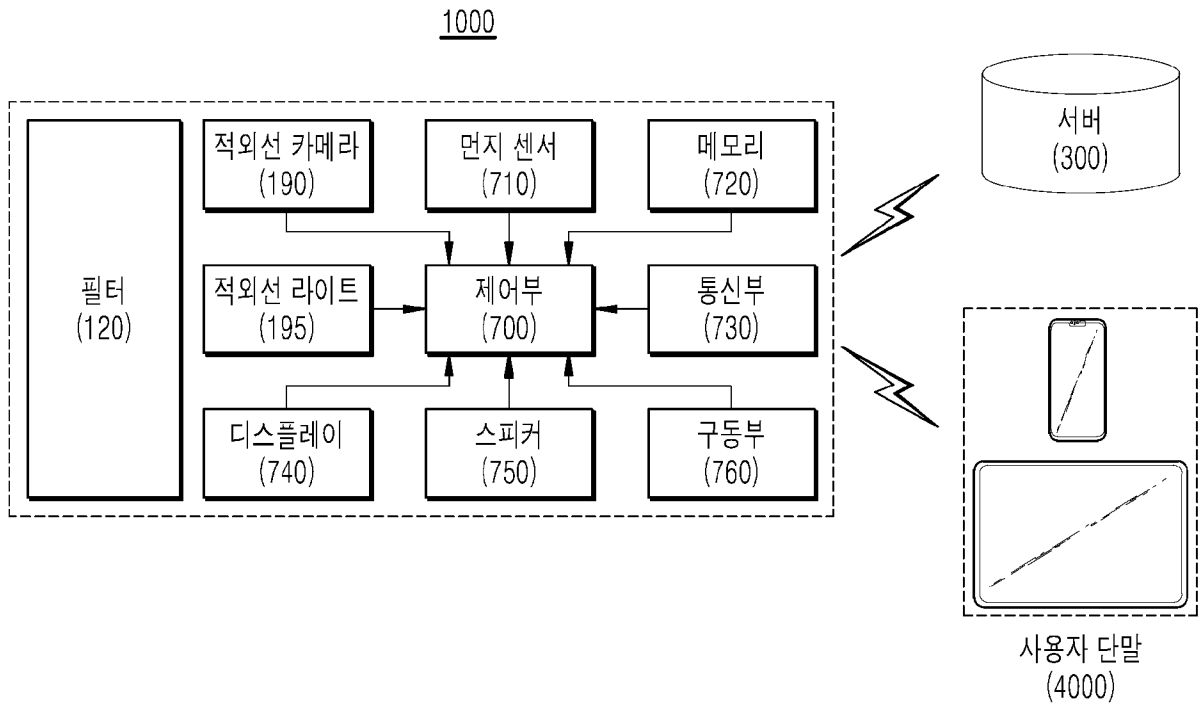 1000
서버
(300)
필터
(120)
적외선 카메라
(190)
먼지 센서
(710)
메모리
(720)
적외선 라이트
(195)
제어부
(700)
통신부
(730)
디스플레이
(740)
스피커
(750)
구동부
(760)
사용자 단말
(4000)